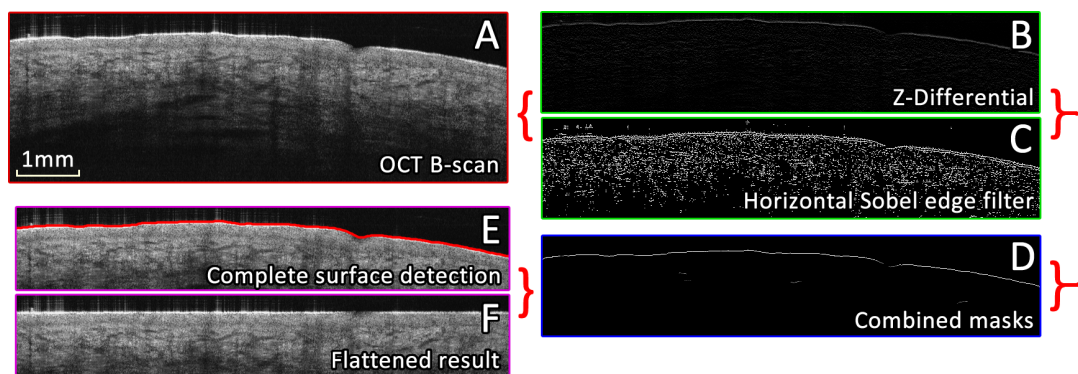 A
OCT B-scan
1mm
B
Z-Differential
C
Horizontal Sobel edge filter
D
Combined masks
E
Complete surface detection
F
Flattened result